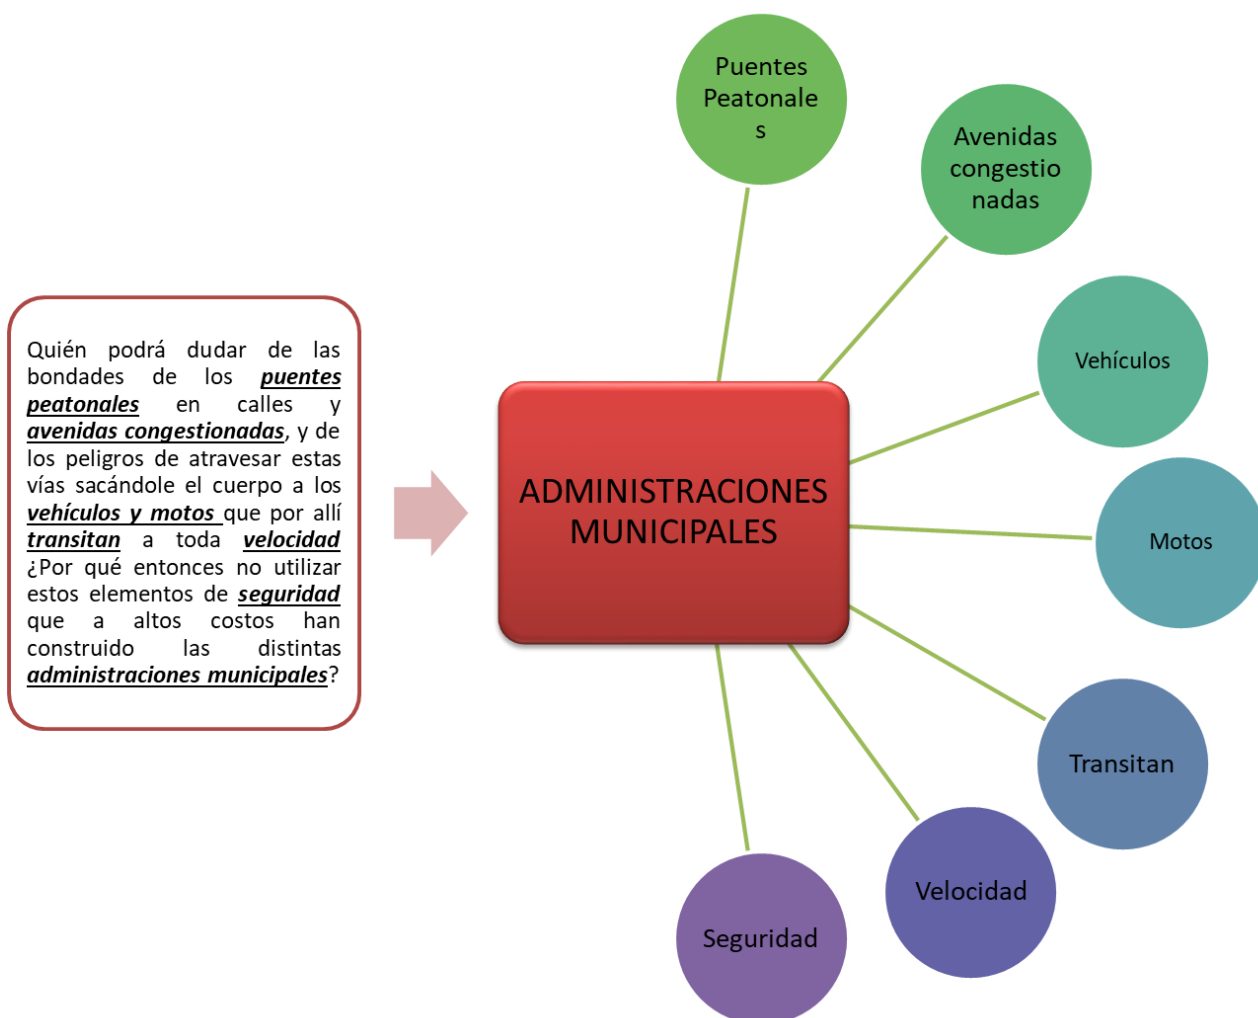 Quién podrá dudar de las
bondades de los puentes
peatonales en calles y
avenidas congestionadas, y de
los peligros de atravesar estas
vías sacándole el cuerpo a los
vehículos y motos que por allí
transitan a toda velocidad
¿Por qué entonces no utilizar
estos elementos de seguridad
que a altos costos han
construido las distintas
administraciones municipales?
ADMINISTRACIONES
MUNICIPALES
Puentes
Peatonale
s
Avenidas
congestio
nadas
Vehículos
Motos
Transitan
Velocidad
Seguridad